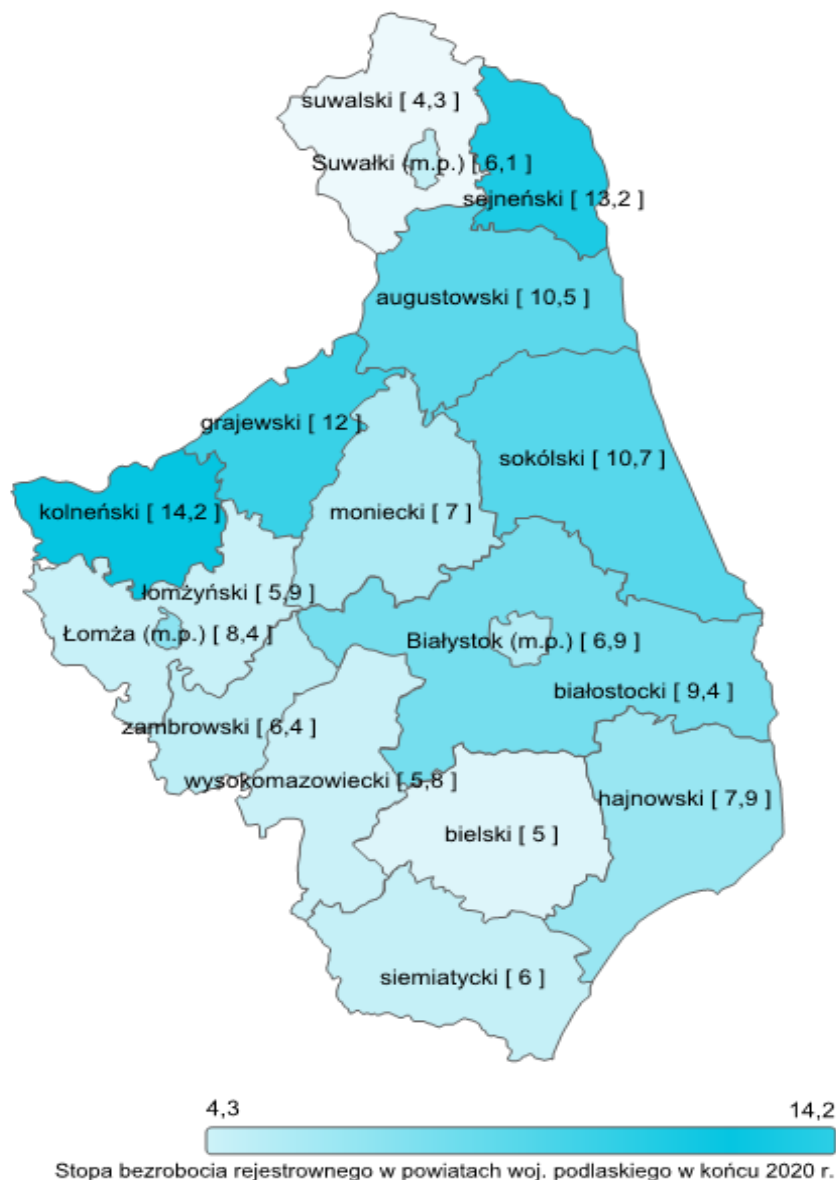 suwalski [ 4,3 ]
Suwałki (m.p.) [ 6,1 ]
sejneński [ 13,2 ]
augustowski [ 10,5 ]
grajewski [ 12 ]
sokólski [ 10,7 ]
kolneński [ 14,2 ]
moniecki [ 7 ]
łomżyński [ 5,9 ]
Łomża (m.p.) [ 8,4 ]
Białystok (m.p.) [ 6,9 ]
białostocki [ 9,4 ]
zambrowski [ 6,4 ]
wysokomazowiecki [ 5,8 ]
hajnowski [ 7,9 ]
bielski [ 5 ]
siemiatycki [ 6 ]
4,3 14,2
Stopa bezrobocia rejestrownego w powiatach woj. podlaskiego w końcu 2020 r.